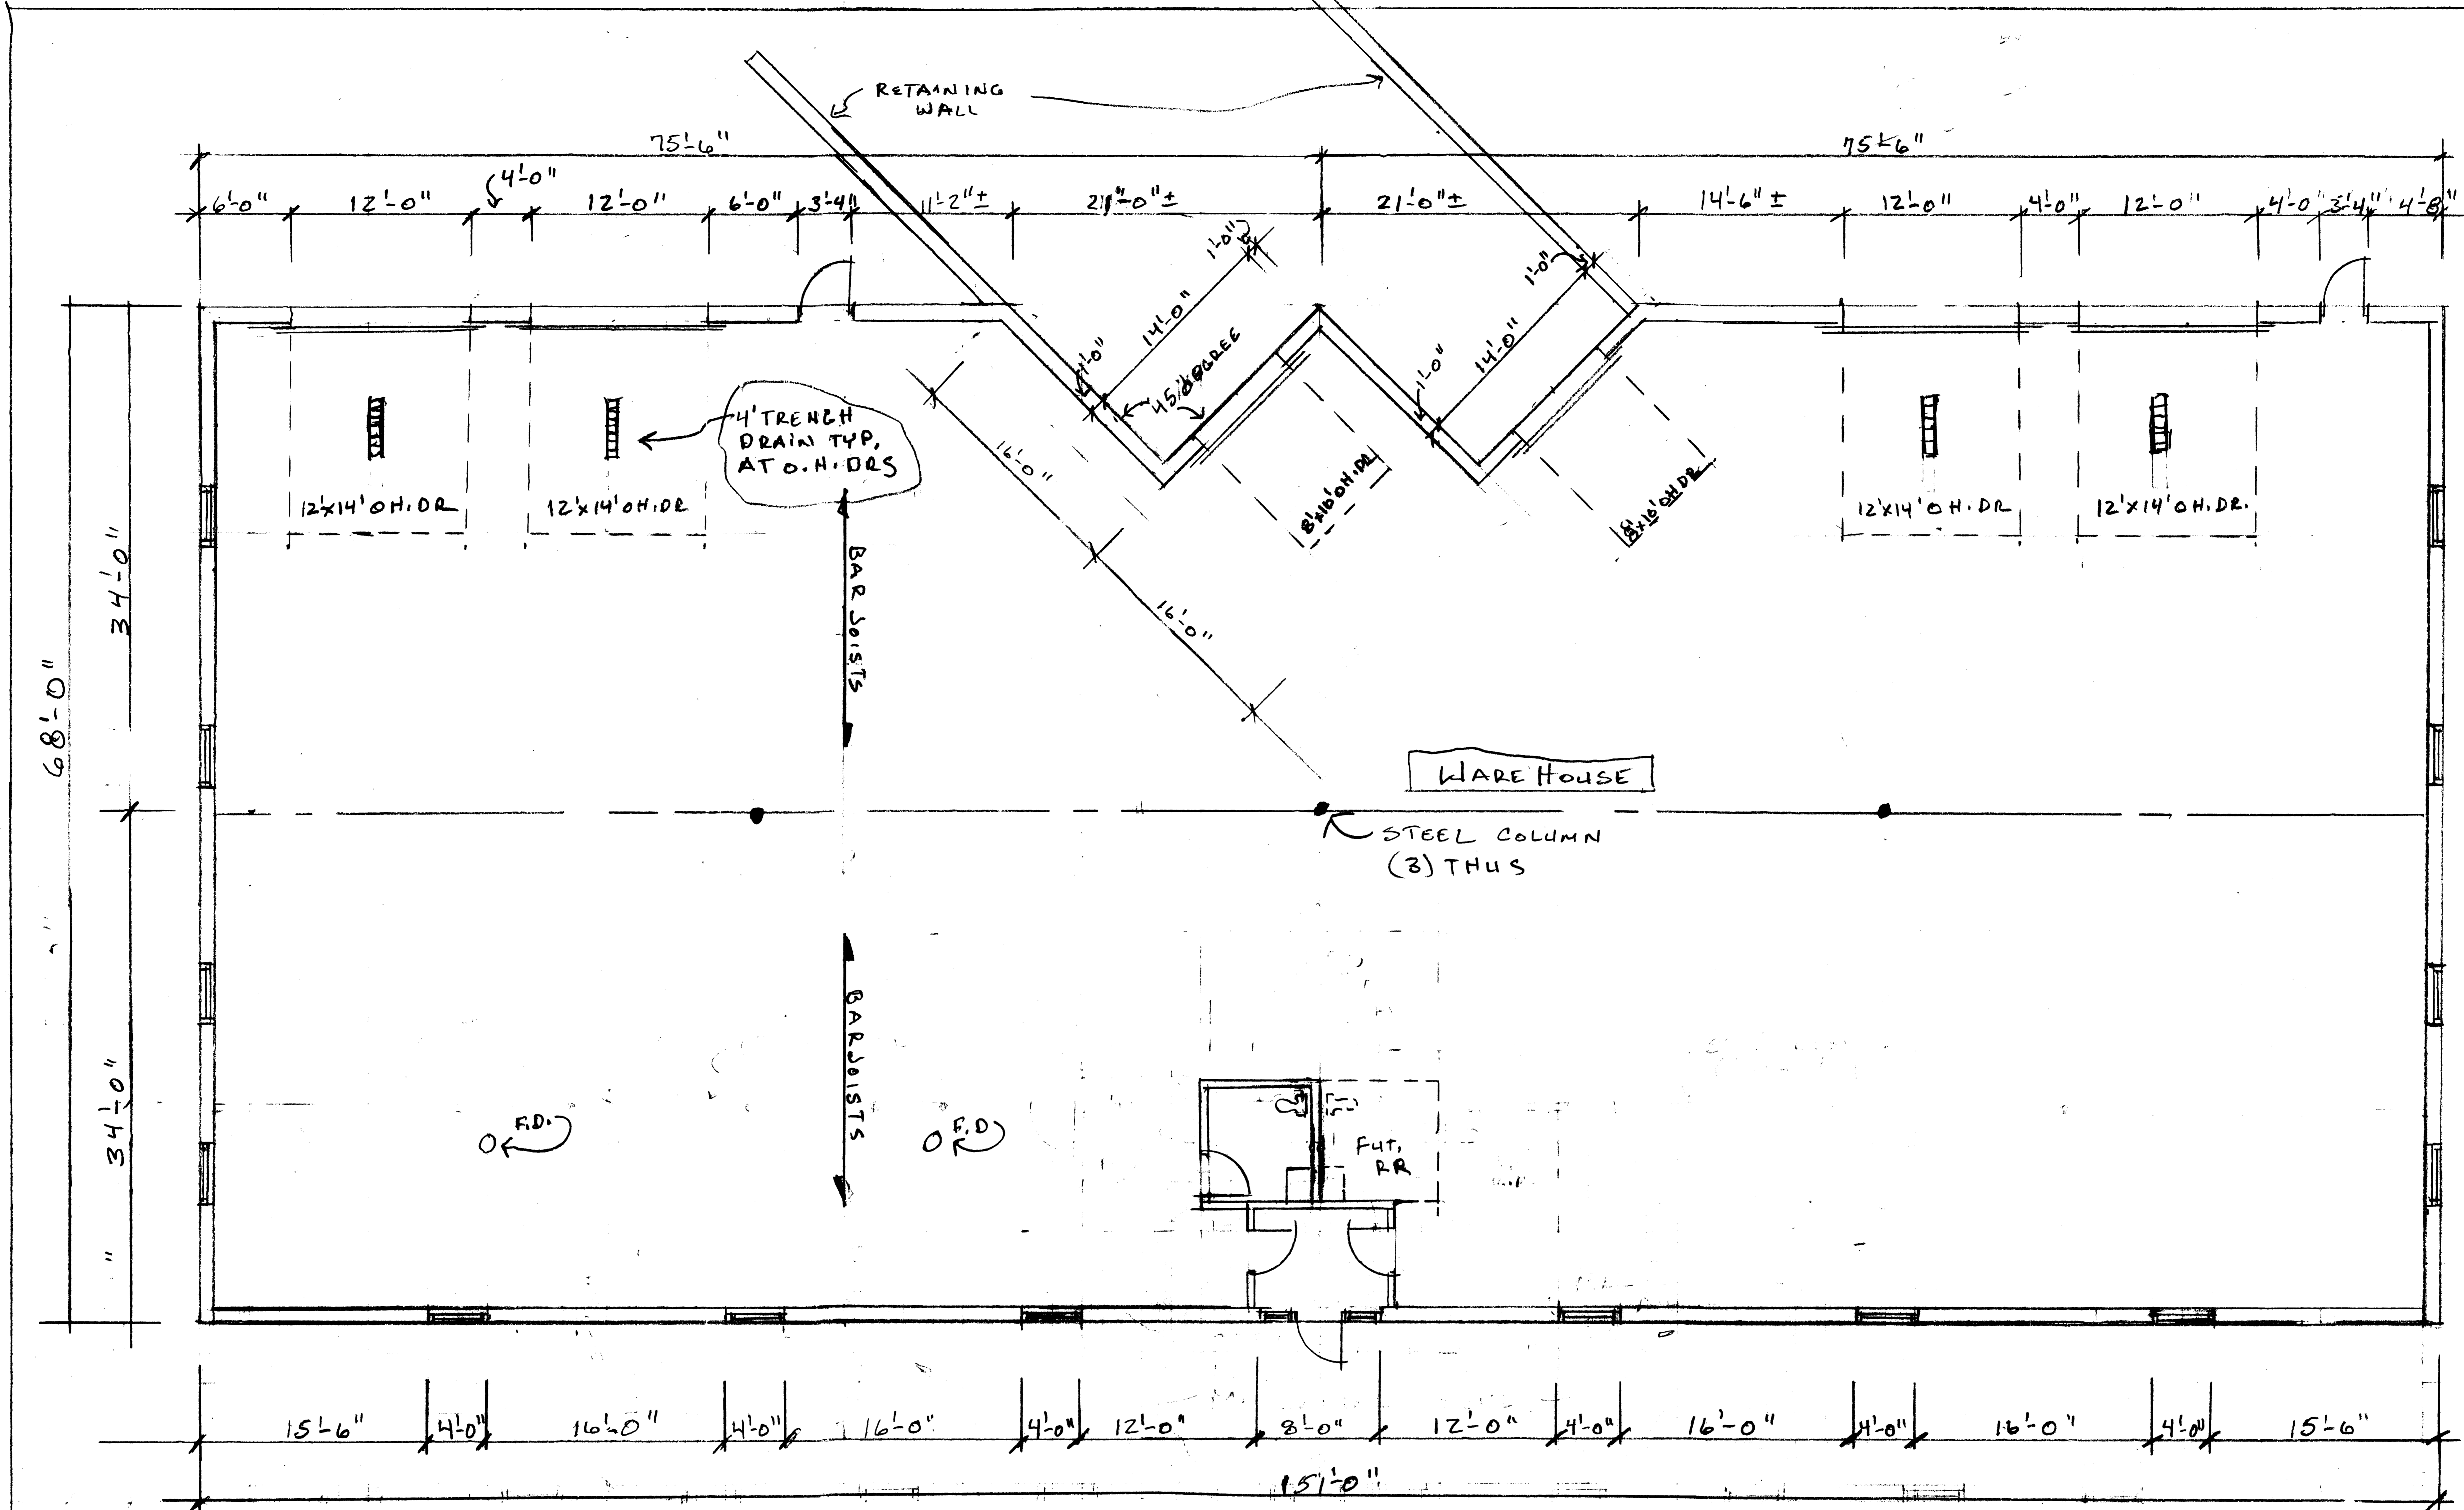 RETAINING
WALL
75'-6"
75'-6"
6'-0"
12'-0"
4'-0"
12'-0"
6'-0"
3'-4"
11'-2"±
21'-0"±
21'-0"±
14'-6"±
12'-0"
4'-0"
12'-0"
4'-0"
3'-4"
4'-8"
1'-0"
14'-0"
1'-0"
45 DEGREE
1'-0"
14'-0"
1'-0"
4' TRENCH
DRAIN TYP.
AT O.H. DRS
12'x14' OH.DR
12'x14' OH.DR
8'x10' OH.DR
8'x10' OH DR
12'x14' OH.DR
12'x14' OH.DR.
16'-0"
16'-0"
34'-0"
68'-0"
34'-0"
BAR JOISTS
BAR JOISTS
WAREHOUSE
STEEL COLUMN
(3) THUS
F.D.
F.D
FUT.
RR
15'-6"
4'-0"
16'-0"
4'-0"
16'-0"
4'-0"
12'-0"
8'-0"
12'-0"
4'-0"
16'-0"
4'-0"
16'-0"
4'-0"
15'-6"
151'-0"